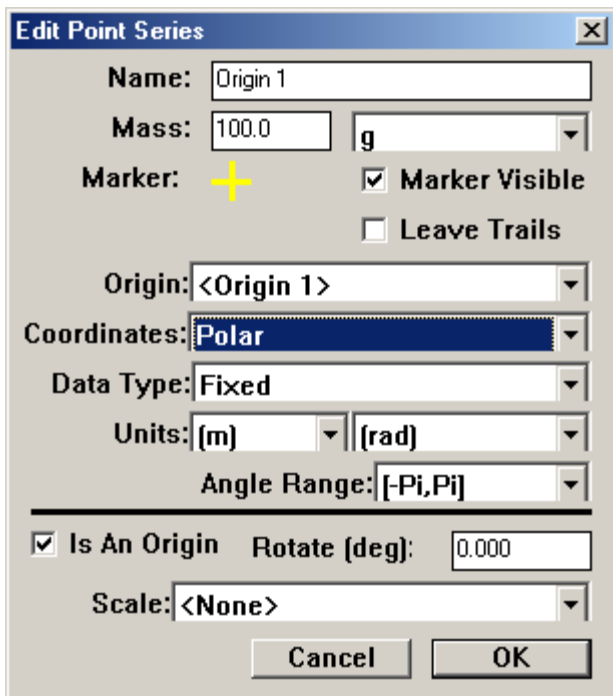 Edit Point Series
Name: Origin 1
Mass: 100.0 g
Marker: Marker Visible
Leave Trails
Origin: <Origin 1>
Coordinates: Polar
Data Type: Fixed
Units: (m) (rad)
Angle Range: [-Pi,Pi]
Is An Origin Rotate (deg): 0.000
Scale: <None>
Cancel OK